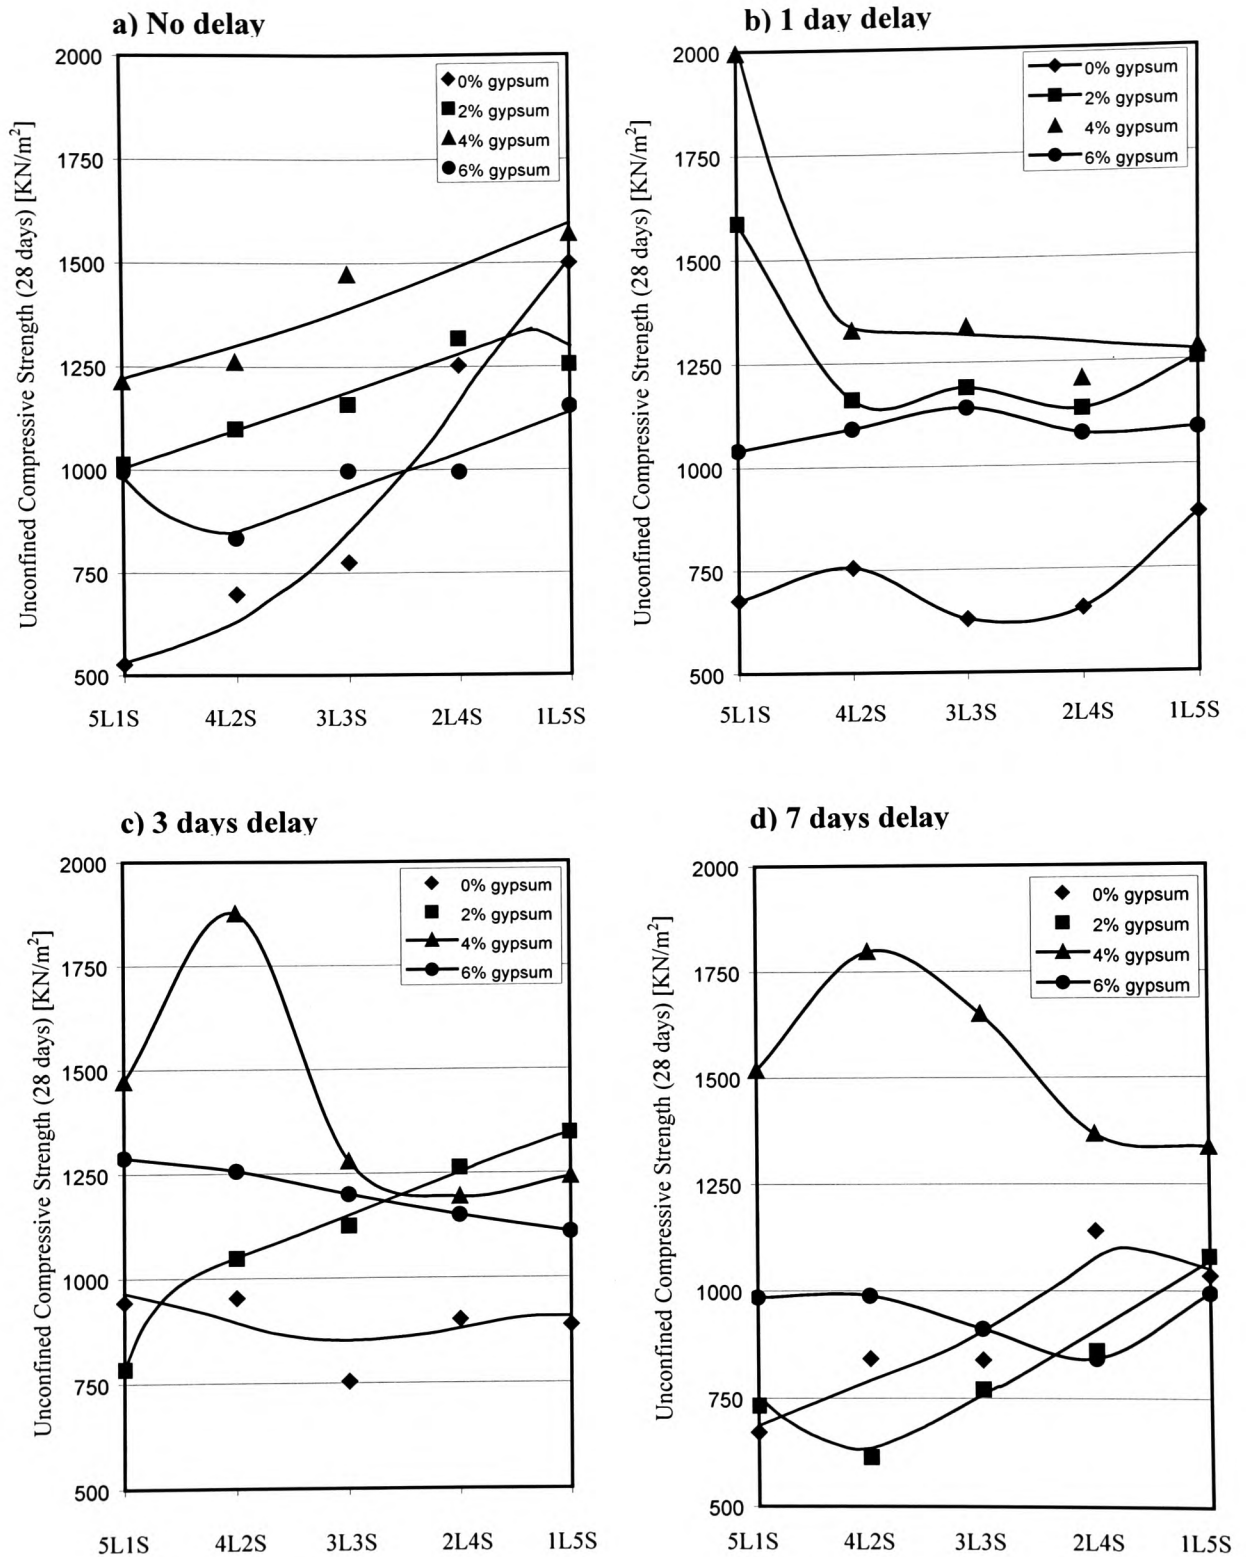 a) No delay
Unconfined Compressive Strength (28 days) [KN/m²]
2000
1750
1500
1250
1000
750
500
0% gypsum
2% gypsum
4% gypsum
6% gypsum
5L1S 4L2S 3L3S 2L4S 1L5S
b) 1 day delay
Unconfined Compressive Strength (28 days) [KN/m²]
2000
1750
1500
1250
1000
750
500
0% gypsum
2% gypsum
4% gypsum
6% gypsum
5L1S 4L2S 3L3S 2L4S 1L5S
c) 3 days delay
Unconfined Compressive Strength (28 days) [KN/m²]
2000
1750
1500
1250
1000
750
500
0% gypsum
2% gypsum
4% gypsum
6% gypsum
5L1S 4L2S 3L3S 2L4S 1L5S
d) 7 days delay
Unconfined Compressive Strength (28 days) [KN/m²]
2000
1750
1500
1250
1000
750
500
0% gypsum
2% gypsum
4% gypsum
6% gypsum
5L1S 4L2S 3L3S 2L4S 1L5S